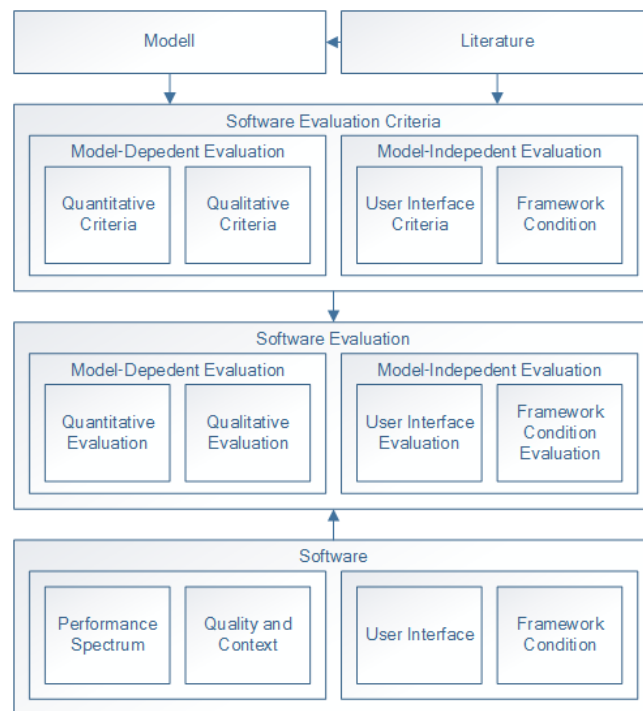 Modell
Literature
Software Evaluation Criteria
Model-Depedent Evaluation
Model-Indepedent Evaluation
Quantitative
Criteria
Qualitative
Criteria
User Interface
Criteria
Framework
Condition
Software Evaluation
Model-Depedent Evaluation
Model-Indepedent Evaluation
Quantitative
Evaluation
Qualitative
Evaluation
User Interface
Evaluation
Framework
Condition
Evaluation
Software
Performance
Spectrum
Quality and
Context
User Interface
Framework
Condition